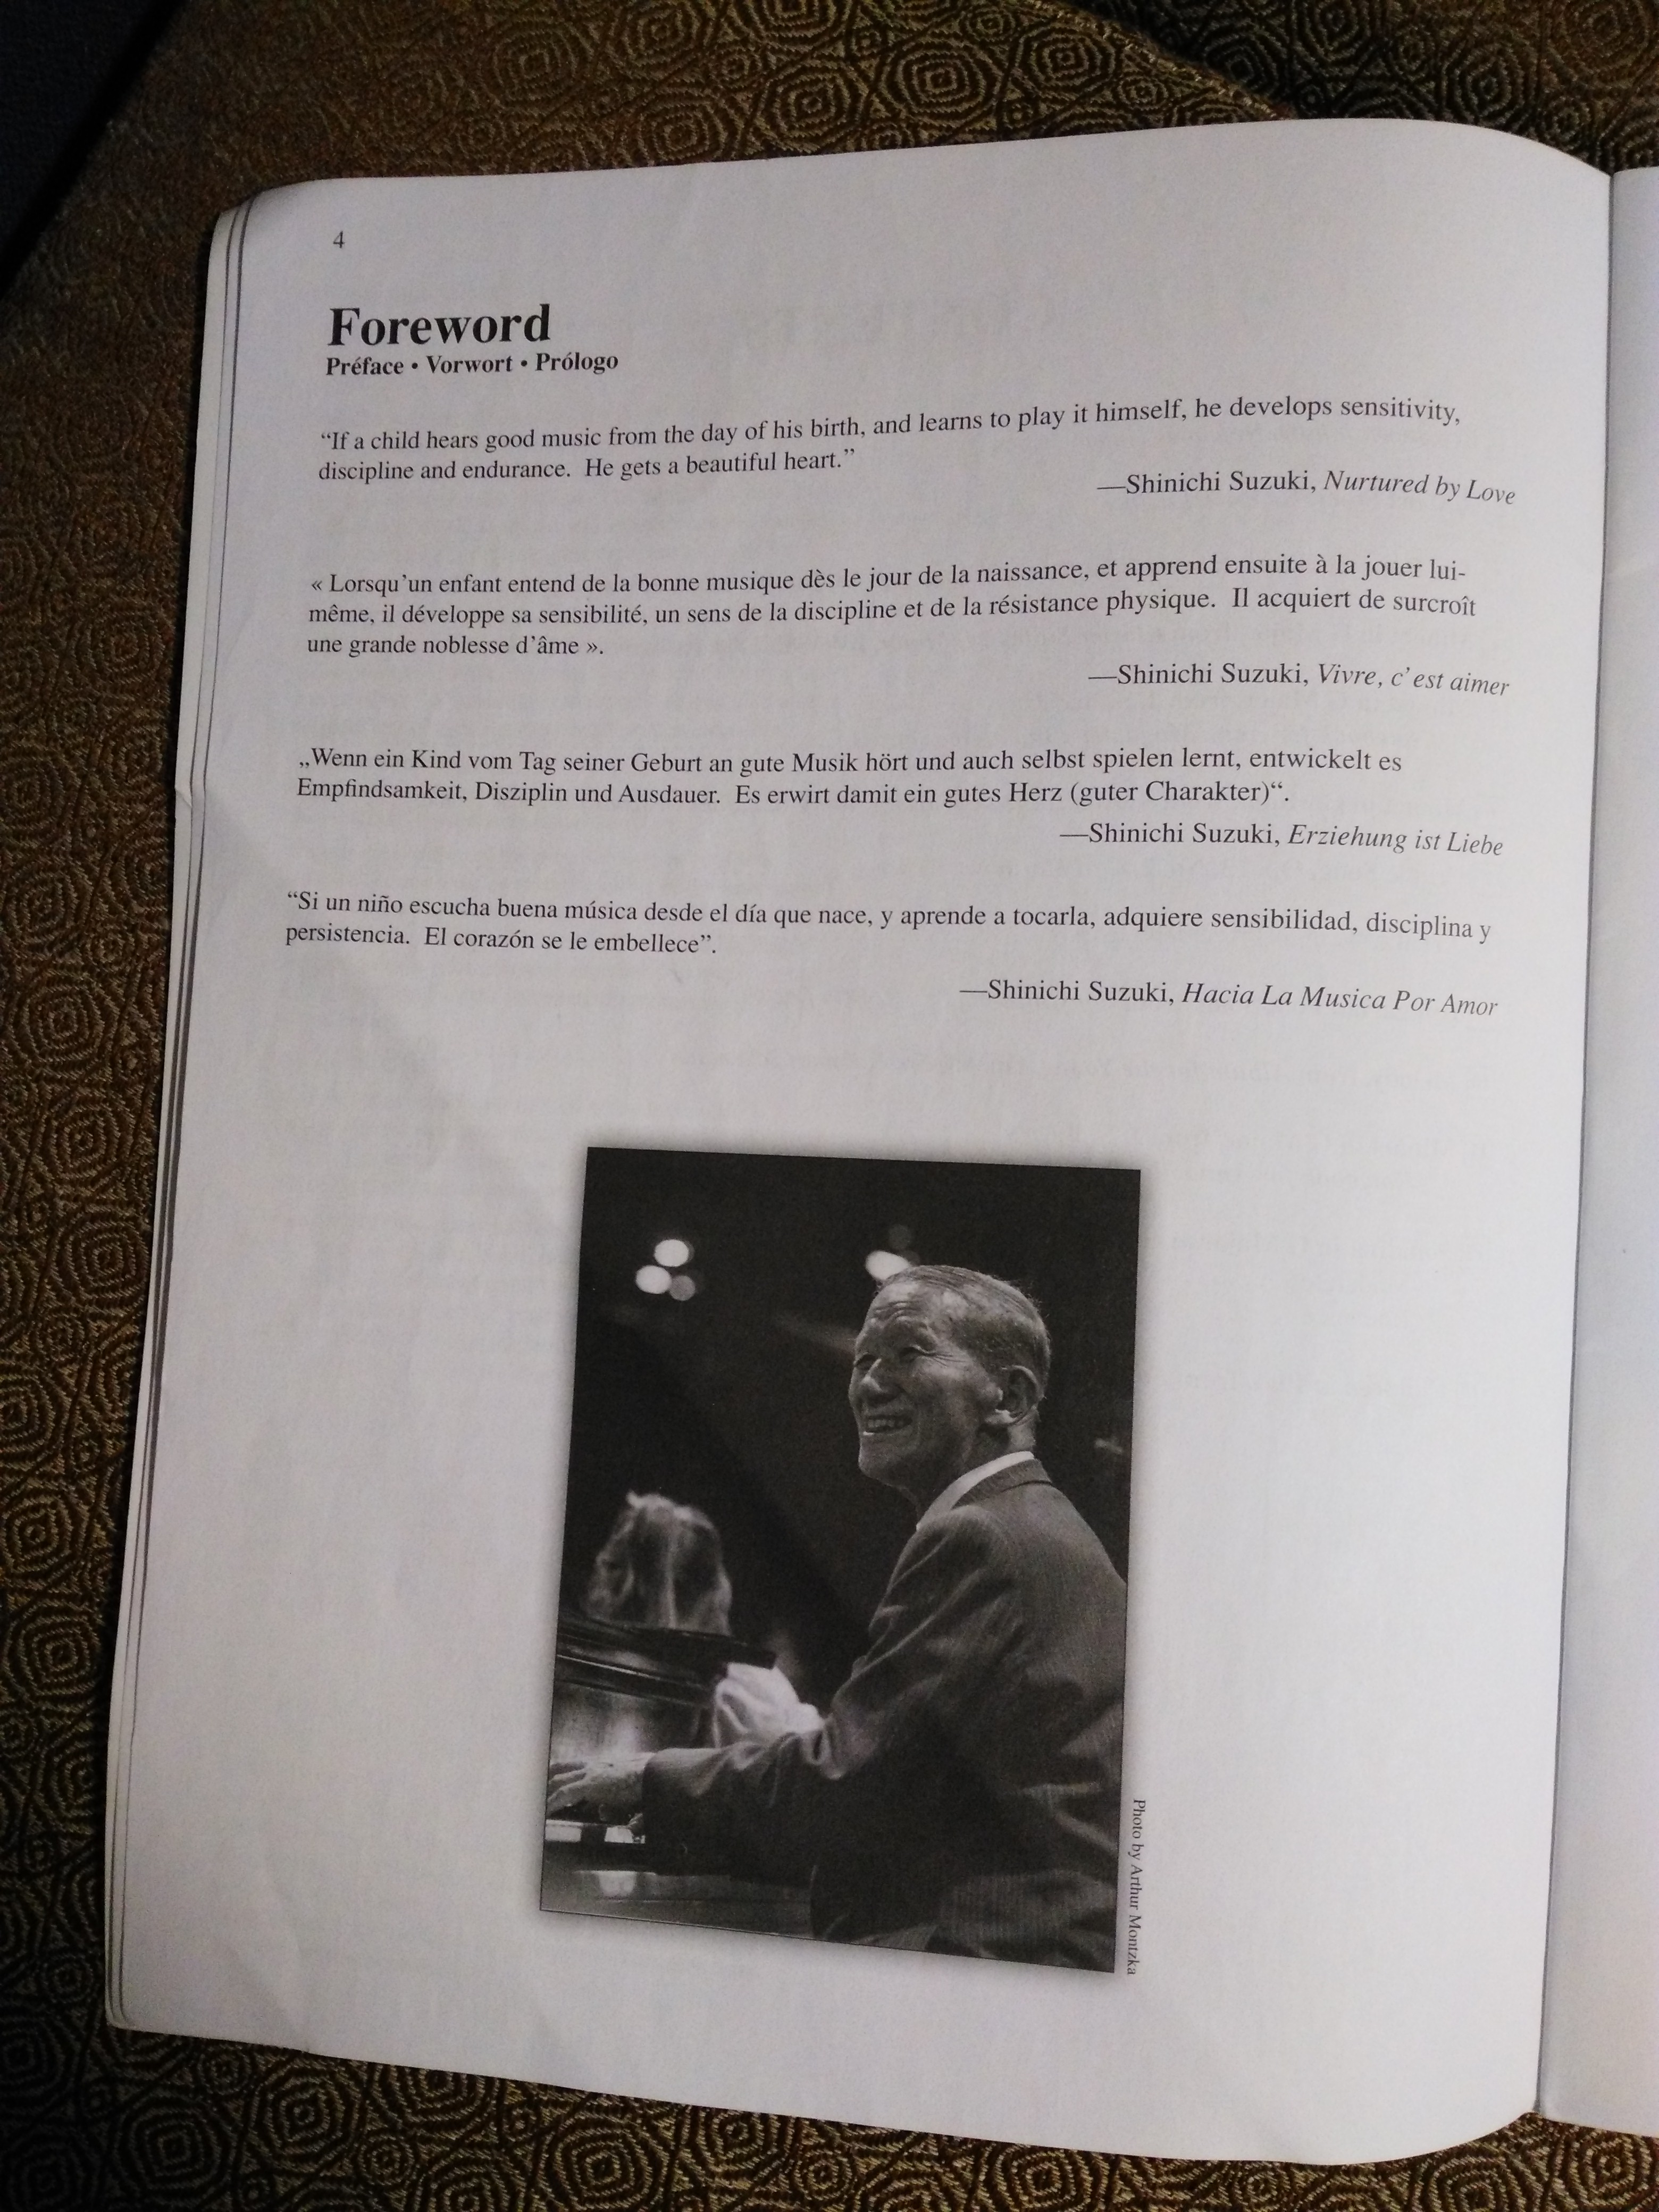 4
Foreword
Préface • Vorwort • Prólogo
“If a child hears good music from the day of his birth, and learns to play it himself, he develops sensitivity,
discipline and endurance.  He gets a beautiful heart.”
—Shinichi Suzuki, Nurtured by Love
« Lorsqu’un enfant entend de la bonne musique dès le jour de la naissance, et apprend ensuite à la jouer lui-
même, il développe sa sensibilité, un sens de la discipline et de la résistance physique.  Il acquiert de surcroît
une grande noblesse d’âme ».
—Shinichi Suzuki, Vivre, c’est aimer
„Wenn ein Kind vom Tag seiner Geburt an gute Musik hört und auch selbst spielen lernt, entwickelt es
Empfindsamkeit, Disziplin und Ausdauer.  Es erwirt damit ein gutes Herz (guter Charakter)“.
—Shinichi Suzuki, Erziehung ist Liebe
“Si un niño escucha buena música desde el día que nace, y aprende a tocarla, adquiere sensibilidad, disciplina y
persistencia.  El corazón se le embellece”.
—Shinichi Suzuki, Hacia La Musica Por Amor
Photo by Arthur Montzka